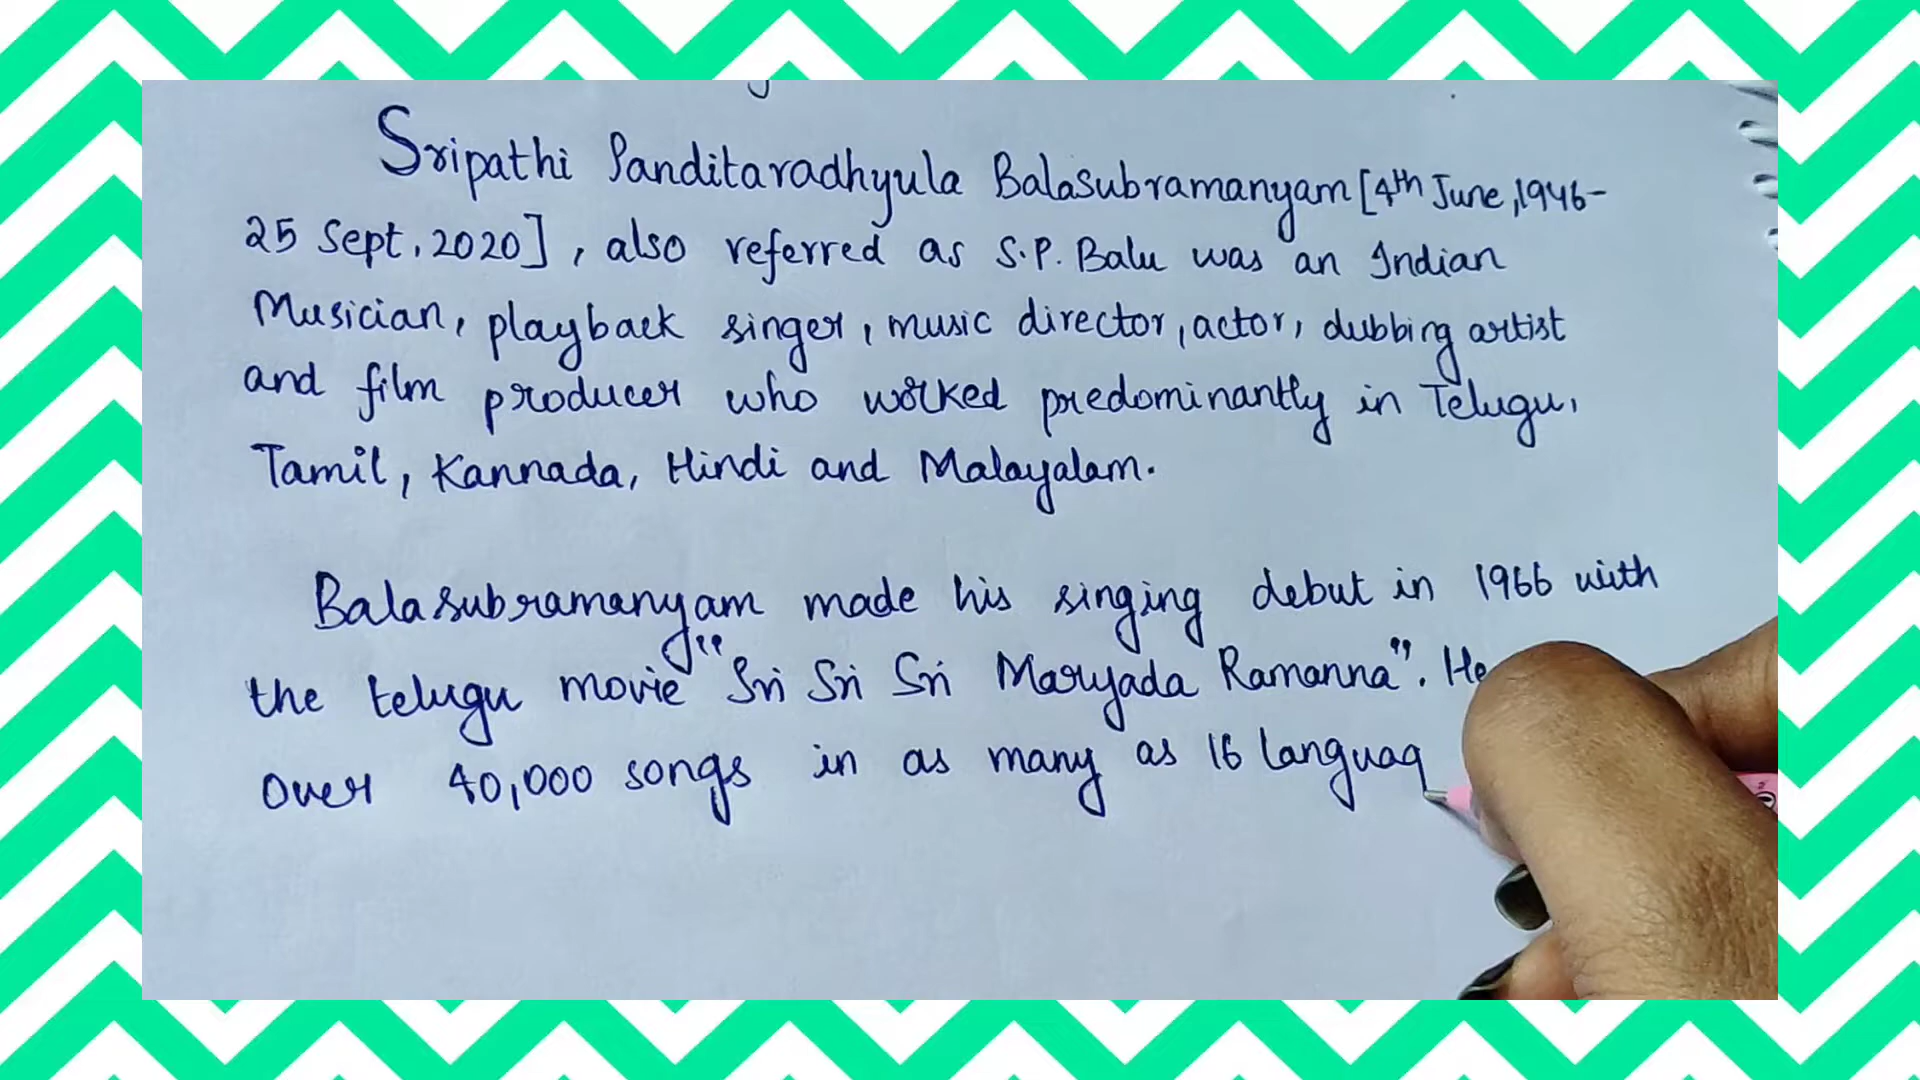 Sripathi Panditaradhyula Balasubramanyam [4th June, 1946-
25 Sept. 2020], also referred as S.P. Balu was an Indian
Musician, playback singer, music director, actor, dubbing artist
and film producer who worked predominantly in Telugu,
Tamil, Kannada, Hindi and Malayalam.
Balasubramanyam made his singing debut in 1966 with
the telugu movie "Sri Sri Sri Maryada Ramanna". He
over 40,000 songs in as many as 16 languag